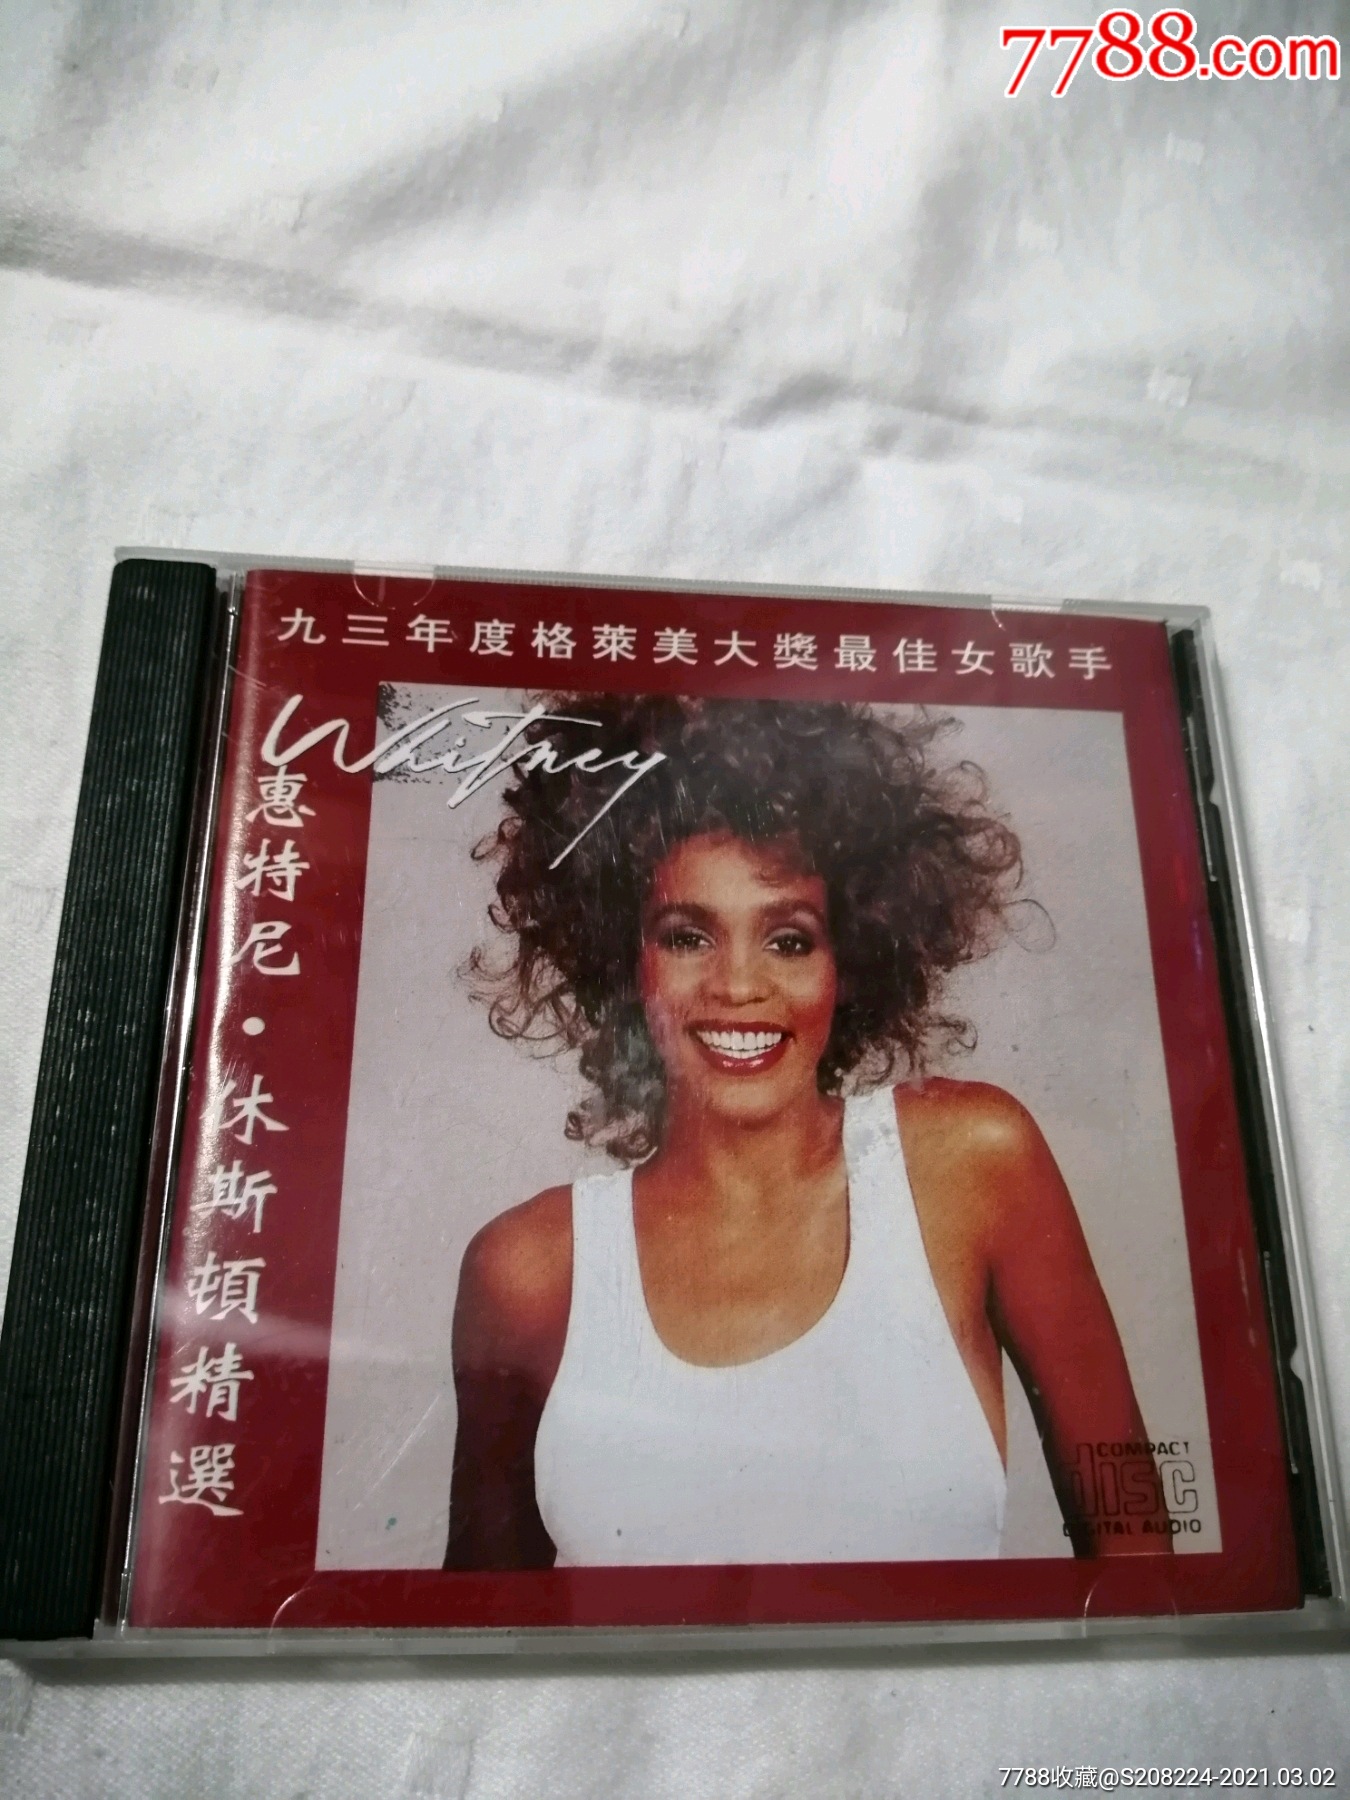 7788.com
九三年度格萊美大獎最佳女歌手
Whitney
惠特尼·休斯頓精選
COMPACT
disc
DIGITAL AUDIO
7788收藏@S208224-2021.03.02